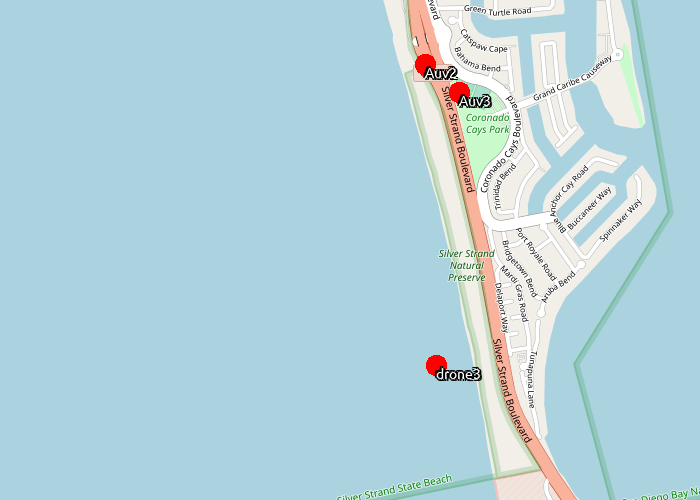 Boulevard
Green Turtle Road
Catspaw Cape
Bahama Bend
Grand Caribe Causeway
Auv2
Auv3
Silver Strand Boulevard
Coronado
Cays Park
Coronado Cays Boulevard
Trinidad Bend
Anchor Cay Road
Buccaneer Way
Spinnaker Way
Blue
Port Royale Road
Silver Strand
Natural
Preserve
Bridgetown Bend
Mardi Gras Road
Aruba Bend
Delaport Way
Silver Strand Boulevard
Tunapuna Lane
drone3
Silver Strand State Beach
Diego Bay